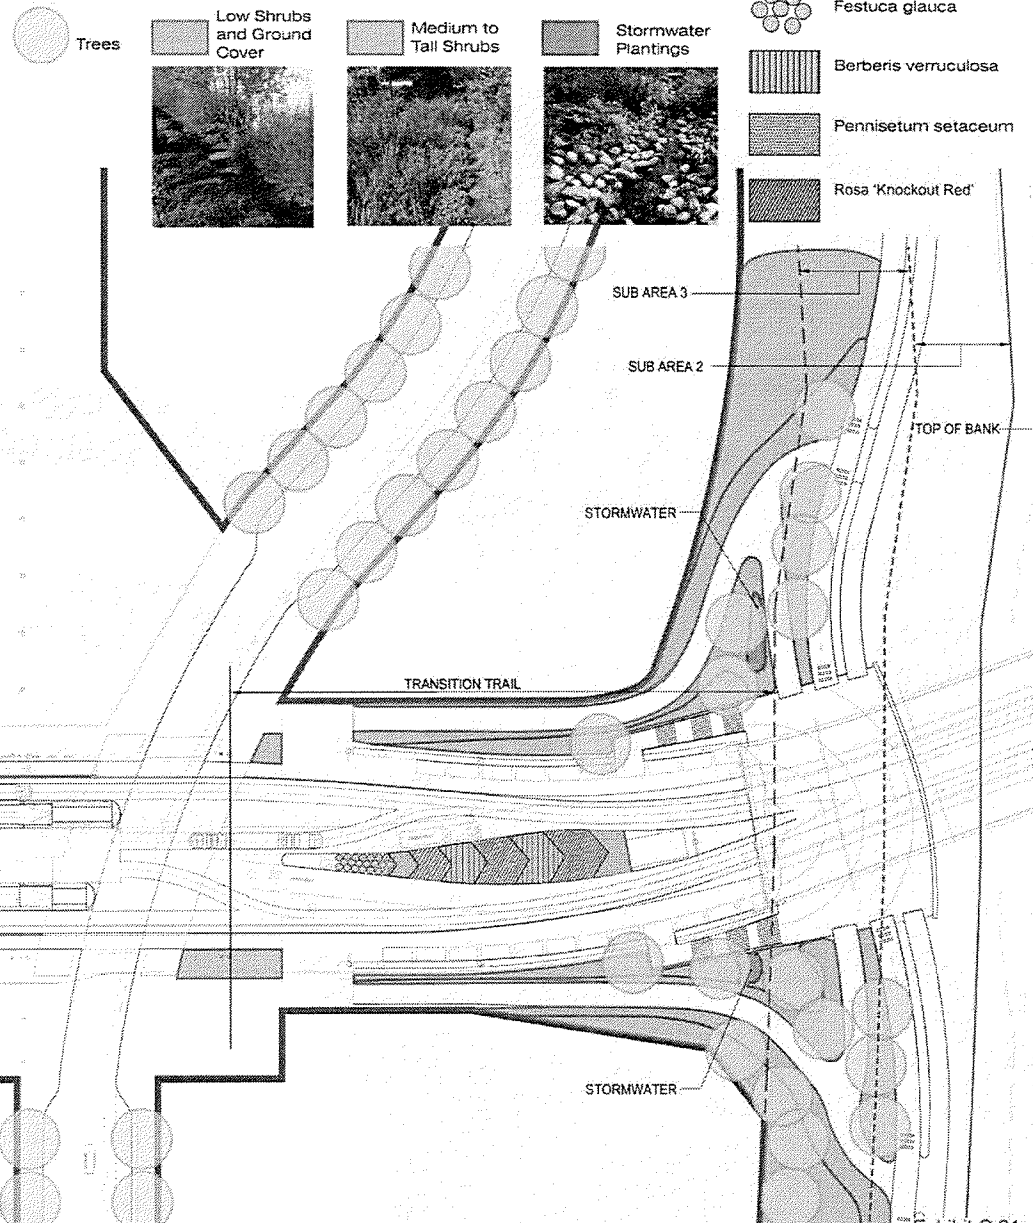 Trees
Low Shrubs
and Ground
Cover
Medium to
Tall Shrubs
Stormwater
Plantings
Festuca glauca
Berberis verruculosa
Pennisetum setaceum
Rosa 'Knockout Red'
SUB AREA 3
SUB AREA 2
TOP OF BANK
STORMWATER
TRANSITION TRAIL
STORMWATER